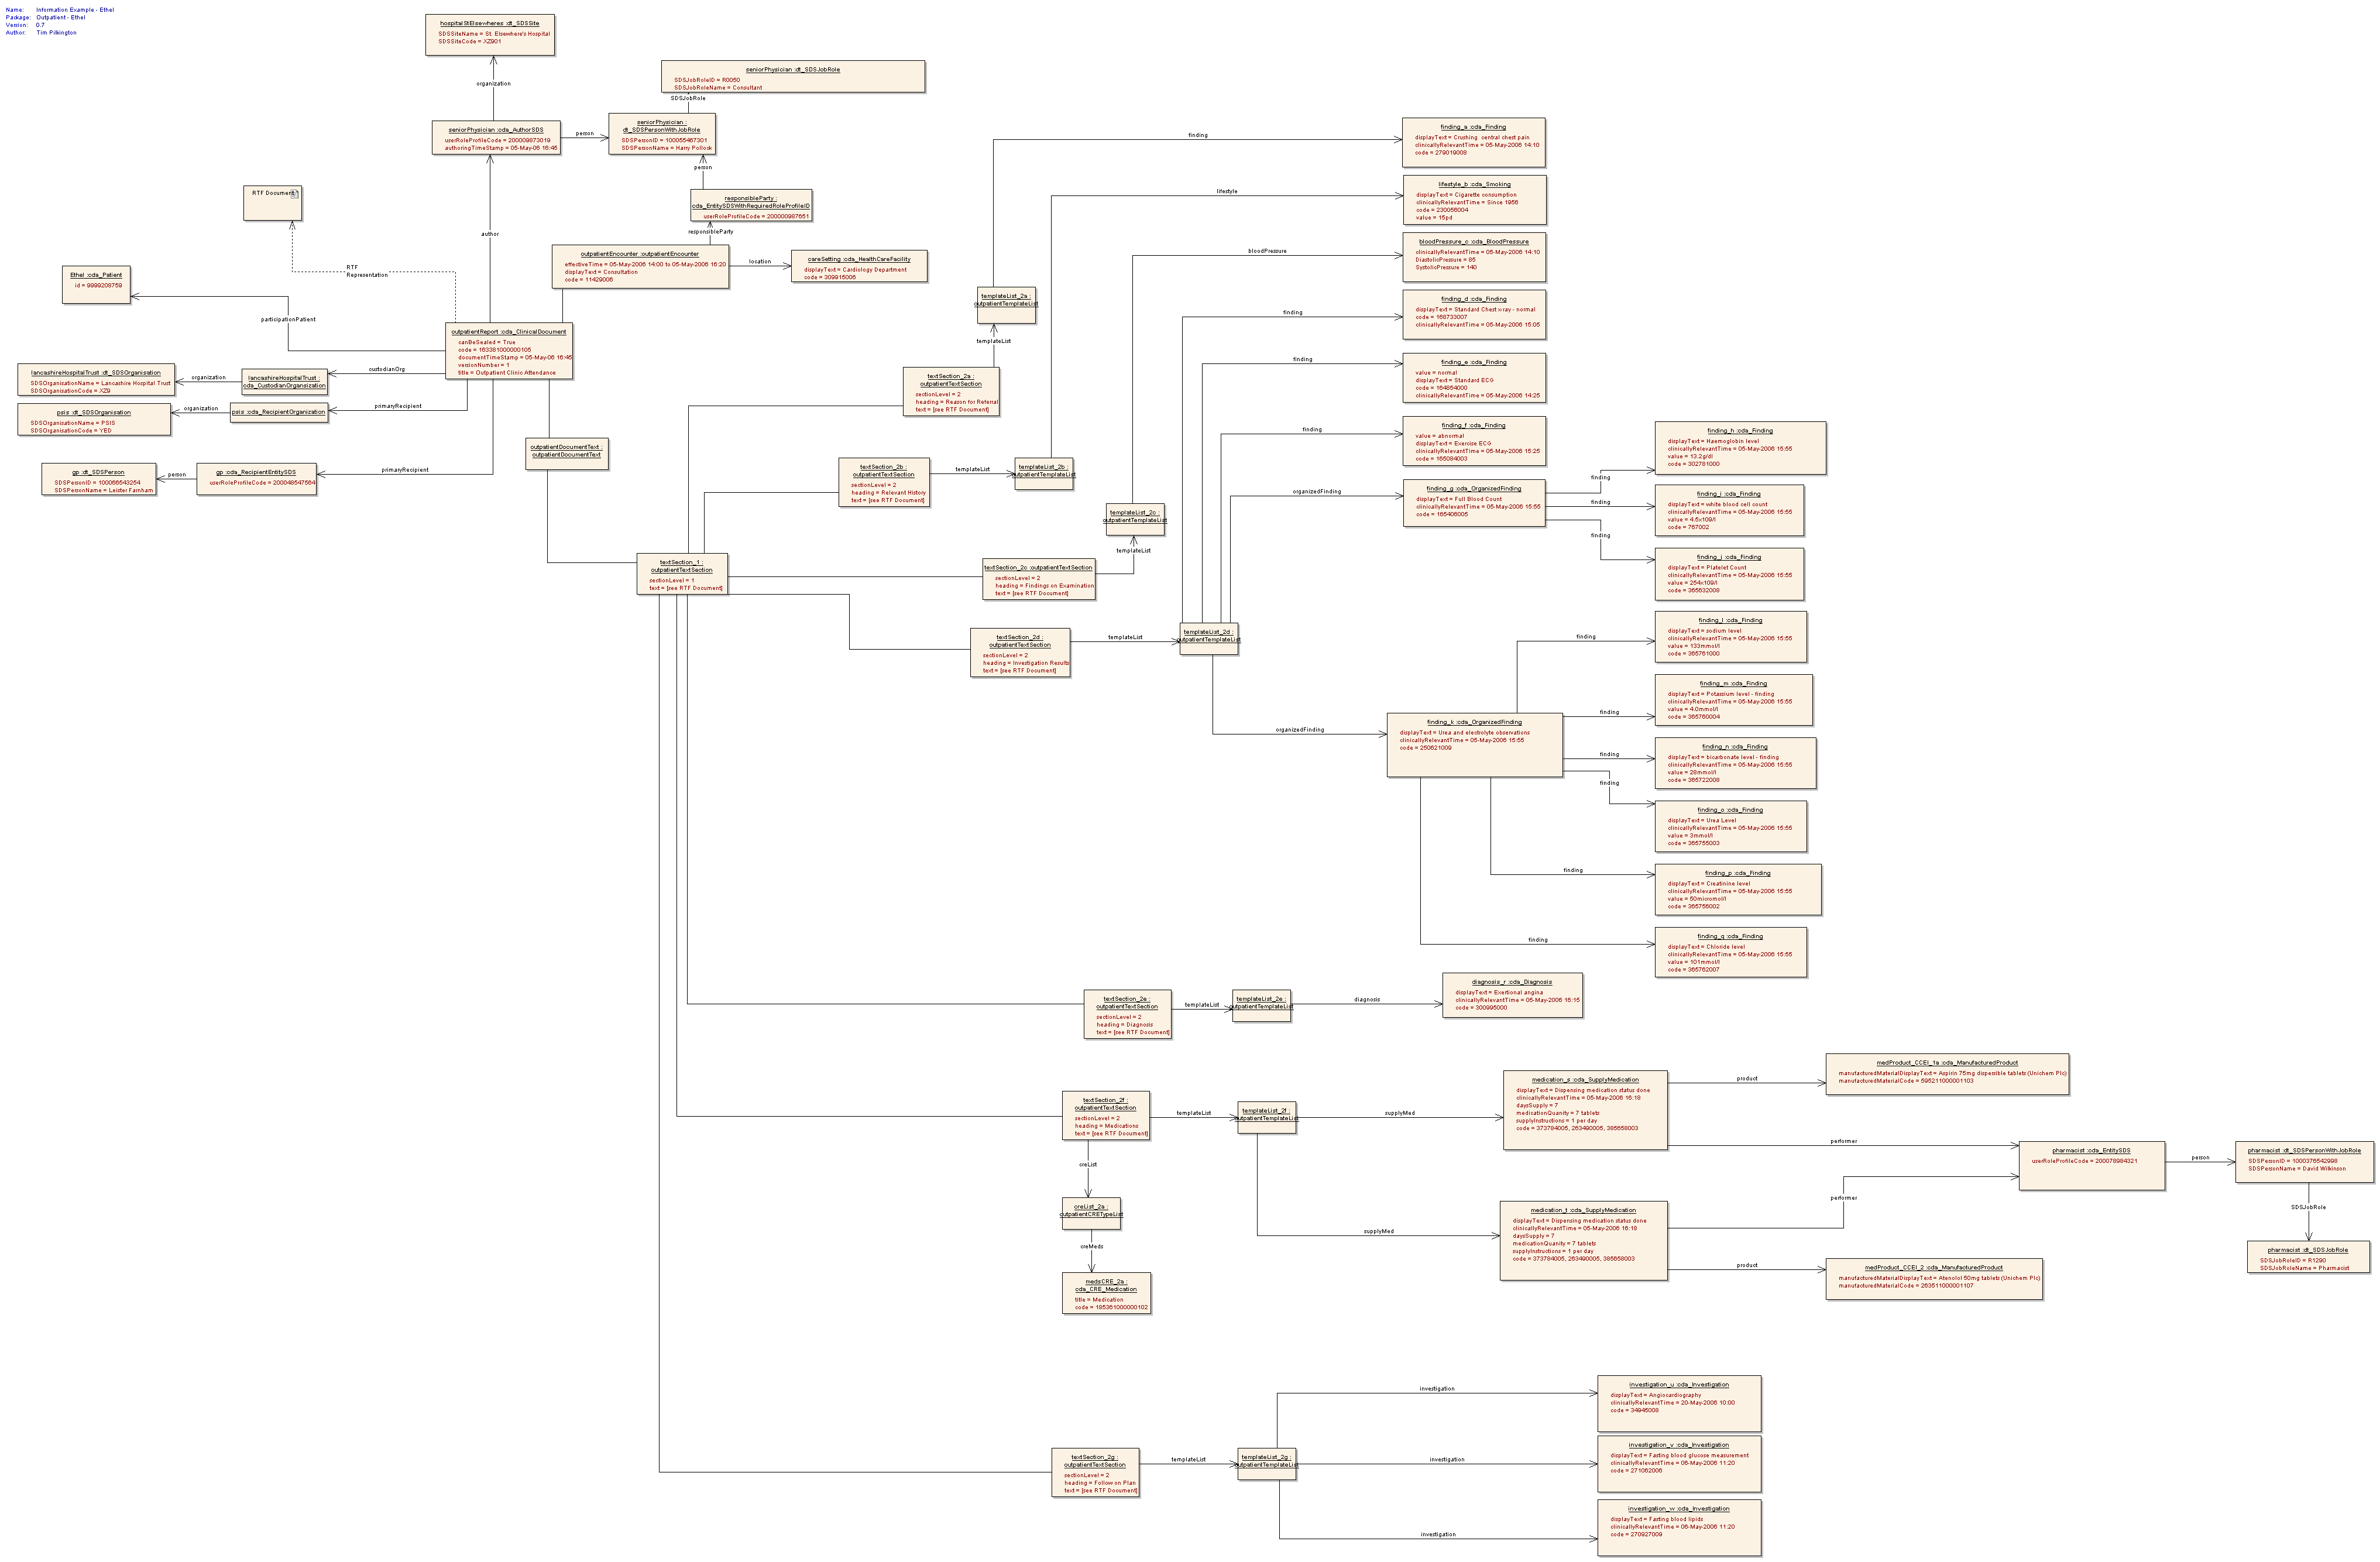 Name: Information Example - Ethel
Package: Outpatient - Ethel
Version: 0.7
Author: Tim Pilkington
hospitalStElsewheres :dt_SDSSite
SDSSiteName = St. Elsewhere's Hospital
SDSSiteCode = XZ901
organization
seniorPhysician :dt_SDSJobRole
SDSJobRoleID = R0050
SDSJobRoleName = Consultant
SDSJobRole
seniorPhysician :cda_AuthorSDS
userRoleProfileCode = 200009873019
authoringTimeStamp = 05-May-06 16:45
person
seniorPhysician :
dt_SDSPersonWithJobRole
SDSPersonID = 100055467301
SDSPersonName = Harry Pollock
person
responsibleParty :
cda_EntitySDSWithRequiredRoleProfileID
userRoleProfileCode = 200000987651
responsibleParty
RTF Document
author
RTF
Representation
outpatientEncounter :outpatientEncounter
effectiveTime = 05-May-2006 14:00 to 05-May-2006 16:20
displayText = Consultation
code = 11429006
location
careSetting :cda_HealthCareFacility
displayText = Cardiology Department
code = 309915006
Ethel :cda_Patient
id = 9999208759
participationPatient
outpatientReport :cda_ClinicalDocument
canBeSealed = True
code = 163381000000105
documentTimeStamp = 05-May-06 16:45
versionNumber = 1
title = Outpatient Clinic Attendance
lancashireHospitalTrust :dt_SDSOrganisation
SDSOrganisationName = Lancashire Hospital Trust
SDSOrganisationCode = XZ9
organization
lancashireHospitalTrust :
cda_CustodianOrganisation
custodianOrg
psis :dt_SDSOrganisation
SDSOrganisationName = PSIS
SDSOrganisationCode = YED
organization
psis :cda_RecipientOrganization
primaryRecipient
gp :dt_SDSPerson
SDSPersonID = 100066543254
SDSPersonName = Leister Farnham
person
gp :cda_RecipientEntitySDS
userRoleProfileCode = 200048547564
primaryRecipient
outpatientDocumentText :
outpatientDocumentText
textSection_1 :
outpatientTextSection
sectionLevel = 1
text = [see RTF Document]
textSection_2a :
outpatientTextSection
sectionLevel = 2
heading = Reason for Referral
text = [see RTF Document]
templateList
templateList_2a :
outpatientTemplateList
finding
finding_a :cda_Finding
displayText = Crushing central chest pain
clinicallyRelevantTime = 05-May-2006 14:10
code = 279019008
textSection_2b :
outpatientTextSection
sectionLevel = 2
heading = Relevant History
text = [see RTF Document]
templateList
templateList_2b :
outpatientTemplateList
lifestyle
lifestyle_b :cda_Smoking
displayText = Cigarette consumption
clinicallyRelevantTime = Since 1956
code = 230056004
value = 15pd
textSection_2c :outpatientTextSection
sectionLevel = 2
heading = Findings on Examination
text = [see RTF Document]
templateList
templateList_2c :
outpatientTemplateList
bloodPressure
bloodPressure_c :cda_BloodPressure
clinicallyRelevantTime = 05-May-2006 14:10
DiastolicPressure = 85
SystolicPressure = 140
textSection_2d :
outpatientTextSection
sectionLevel = 2
heading = Investigation Results
text = [see RTF Document]
templateList
templateList_2d :
outpatientTemplateList
finding
finding_d :cda_Finding
displayText = Standard Chest x-ray - normal
code = 168733007
clinicallyRelevantTime = 05-May-2006 15:05
finding
finding_e :cda_Finding
value = normal
displayText = Standard ECG
code = 164854000
clinicallyRelevantTime = 05-May-2006 14:25
finding
finding_f :cda_Finding
value = abnormal
displayText = Exercise ECG
clinicallyRelevantTime = 05-May-2006 15:25
code = 165084003
organizedFinding
finding_g :cda_OrganizedFinding
displayText = Full Blood Count
clinicallyRelevantTime = 05-May-2006 15:55
code = 165406005
finding
finding_h :cda_Finding
displayText = Haemoglobin level
clinicallyRelevantTime = 05-May-2006 15:55
value = 13.2g/dl
code = 302781000
finding
finding_i :cda_Finding
displayText = white blood cell count
clinicallyRelevantTime = 05-May-2006 15:55
value = 4.5x109/l
code = 767002
finding
finding_j :cda_Finding
displayText = Platelet Count
clinicallyRelevantTime = 05-May-2006 15:55
value = 254x109/l
code = 365632008
organizedFinding
finding_k :cda_OrganizedFinding
displayText = Urea and electrolyte observations
clinicallyRelevantTime = 05-May-2006 15:55
code = 250621009
finding
finding_l :cda_Finding
displayText = sodium level
clinicallyRelevantTime = 05-May-2006 15:55
value = 133mmol/l
code = 365761000
finding
finding_m :cda_Finding
displayText = Potassium level - finding
clinicallyRelevantTime = 05-May-2006 15:55
value = 4.0mmol/l
code = 365760004
finding
finding_n :cda_Finding
displayText = bicarbonate level - finding
clinicallyRelevantTime = 05-May-2006 15:55
value = 28mmol/l
code = 365722008
finding
finding_o :cda_Finding
displayText = Urea Level
clinicallyRelevantTime = 05-May-2006 15:55
value = 3mmol/l
code = 365755003
finding
finding_p :cda_Finding
displayText = Creatinine level
clinicallyRelevantTime = 05-May-2006 15:55
value = 50micromol/l
code = 365756002
finding
finding_q :cda_Finding
displayText = Chloride level
clinicallyRelevantTime = 05-May-2006 15:55
value = 101mmol/l
code = 365762007
textSection_2e :
outpatientTextSection
sectionLevel = 2
heading = Diagnosis
text = [see RTF Document]
templateList
templateList_2e :
outpatientTemplateList
diagnosis
diagnosis_r :cda_Diagnosis
displayText = Exertional angina
clinicallyRelevantTime = 05-May-2006 16:15
code = 300995000
textSection_2f :
outpatientTextSection
sectionLevel = 2
heading = Medications
text = [see RTF Document]
templateList
templateList_2f :
outpatientTemplateList
supplyMed
medication_s :cda_SupplyMedication
displayText = Dispensing medication status done
clinicallyRelevantTime = 05-May-2006 16:18
daysSupply = 7
medicationQuanity = 7 tablets
supplyInstructions = 1 per day
code = 373784005, 263490005, 385658003
product
medProduct_CCEI_1a :cda_ManufacturedProduct
manufacturedMaterialDisplayText = Aspirin 75mg dispersible tablets (Unichem Plc)
manufacturedMaterialCode = 595211000001103
performer
pharmacist :cda_EntitySDS
userRoleProfileCode = 200078984321
person
pharmacist :dt_SDSPersonWithJobRole
SDSPersonID = 1000376542998
SDSPersonName = David Wilkinson
SDSJobRole
pharmacist :dt_SDSJobRole
SDSJobRoleID = R1290
SDSJobRoleName = Pharmacist
creList
creList_2a :
outpatientCRETypeList
creMeds
medsCRE_2a :
cda_CRE_Medication
title = Medication
code = 185361000000102
supplyMed
medication_t :cda_SupplyMedication
displayText = Dispensing medication status done
clinicallyRelevantTime = 05-May-2006 16:18
daysSupply = 7
medicationQuanity = 7 tablets
supplyInstructions = 1 per day
code = 373784005, 263490005, 385658003
performer
product
medProduct_CCEI_2 :cda_ManufacturedProduct
manufacturedMaterialDisplayText = Atenolol 50mg tablets (Unichem Plc)
manufacturedMaterialCode = 263511000001107
textSection_2g :
outpatientTextSection
sectionLevel = 2
heading = Follow on Plan
text = [see RTF Document]
templateList
templateList_2g :
outpatientTemplateList
investigation
investigation_u :cda_Investigation
displayText = Angiocardiography
clinicallyRelevantTime = 20-May-2006 10:00
code = 34945008
investigation
investigation_v :cda_Investigation
displayText = Fasting blood glucose measurement
clinicallyRelevantTime = 06-May-2006 11:20
code = 271062006
investigation
investigation_w :cda_Investigation
displayText = Fasting blood lipids
clinicallyRelevantTime = 06-May-2006 11:20
code = 270927009